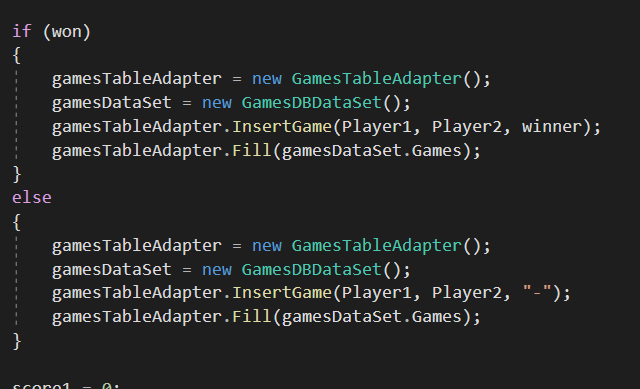 if (won)
{
gamesTableAdapter = new GamesTableAdapter();
gamesDataSet = new GamesDBDataSet();
gamesTableAdapter.InsertGame(Player1, Player2, winner);
gamesTableAdapter.Fill(gamesDataSet.Games);
}
else
{
gamesTableAdapter = new GamesTableAdapter();
gamesDataSet = new GamesDBDataSet();
gamesTableAdapter.InsertGame(Player1, Player2, "-");
gamesTableAdapter.Fill(gamesDataSet.Games);
}
score1 = 0;